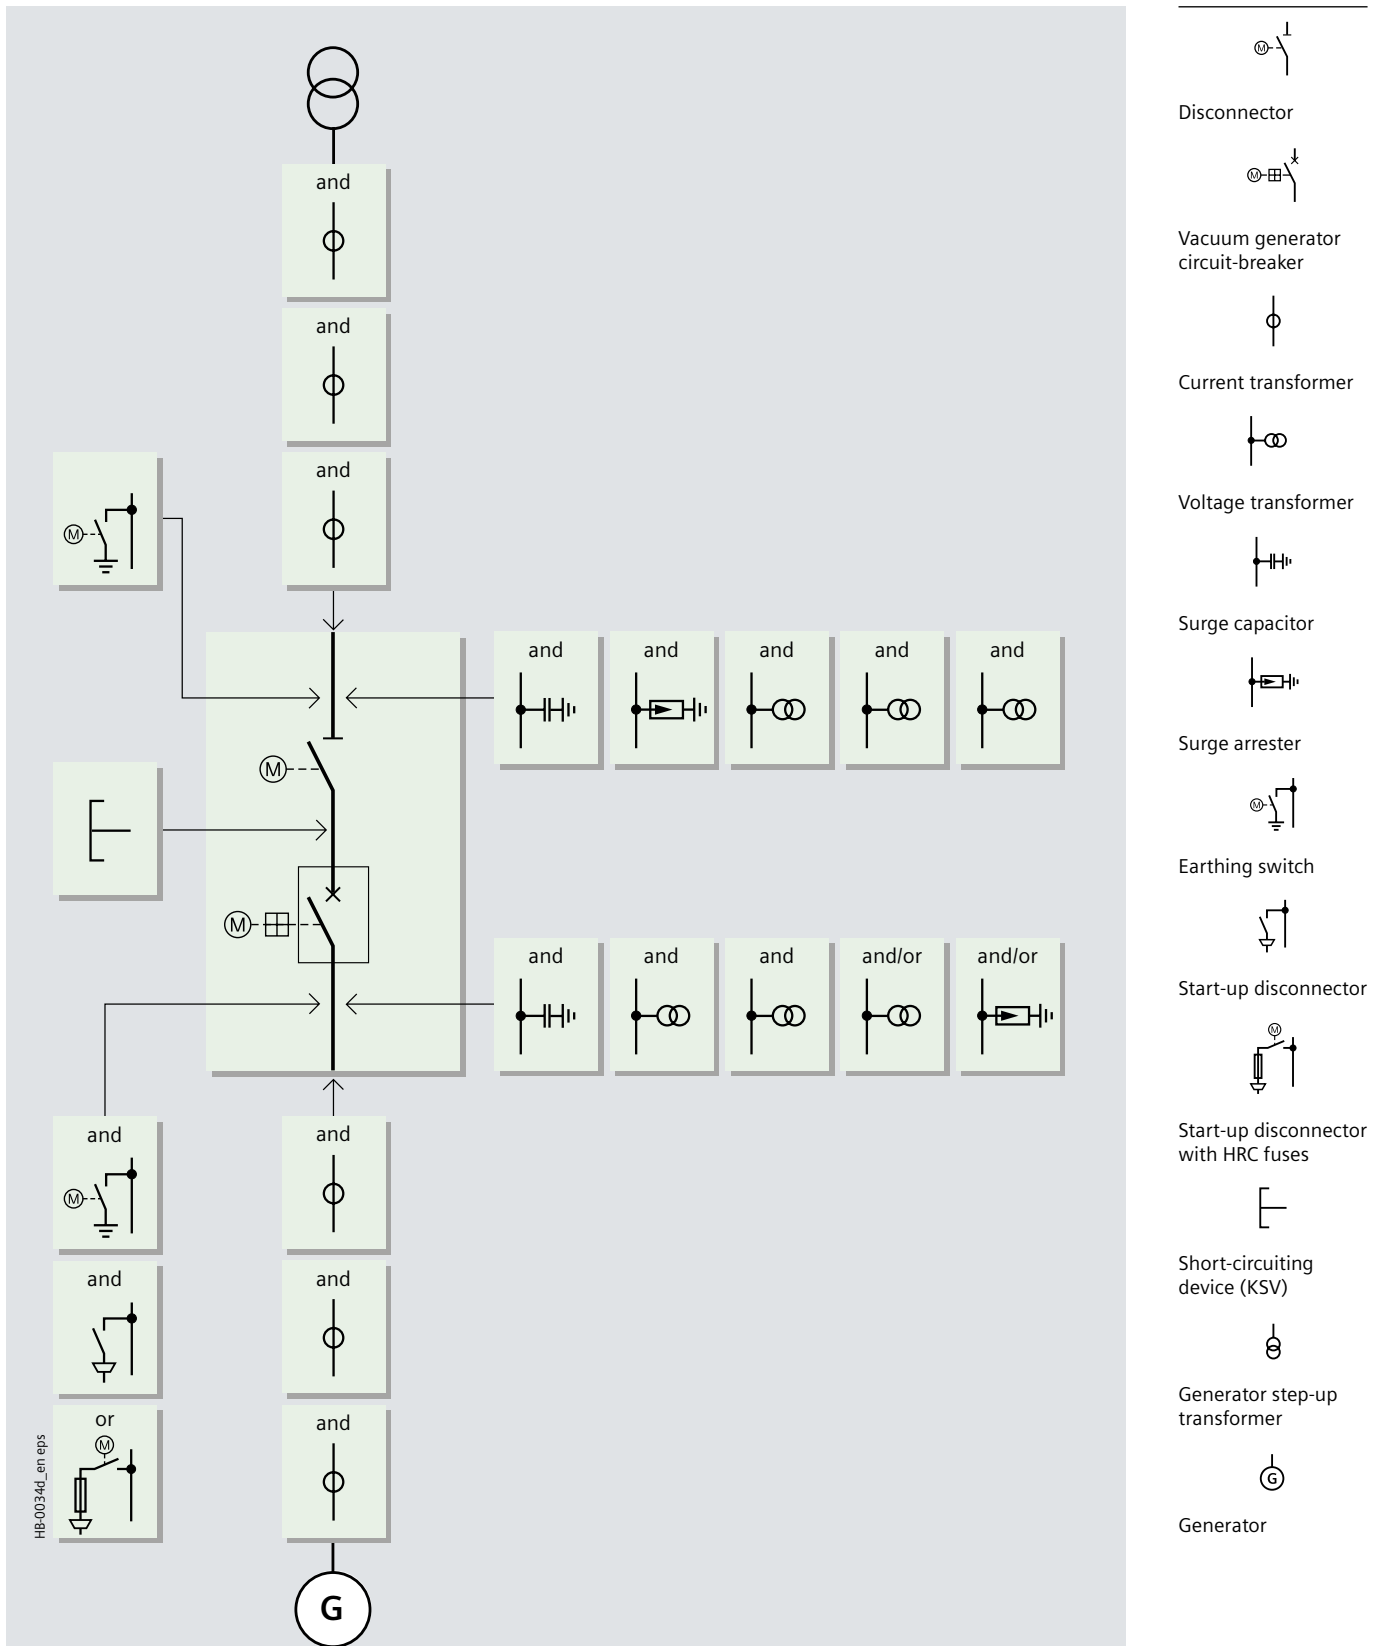 and
and
and
M
and
and
and
and
and
M
M
and
and
and
and/or
and/or
and
M
and
and
and
or
M
and
HB-0034d_en eps
G
M
Disconnector
M
Vacuum generator
circuit-breaker
Current transformer
Voltage transformer
Surge capacitor
Surge arrester
M
Earthing switch
Start-up disconnector
M
Start-up disconnector
with HRC fuses
Short-circuiting
device (KSV)
Generator step-up
transformer
G
Generator